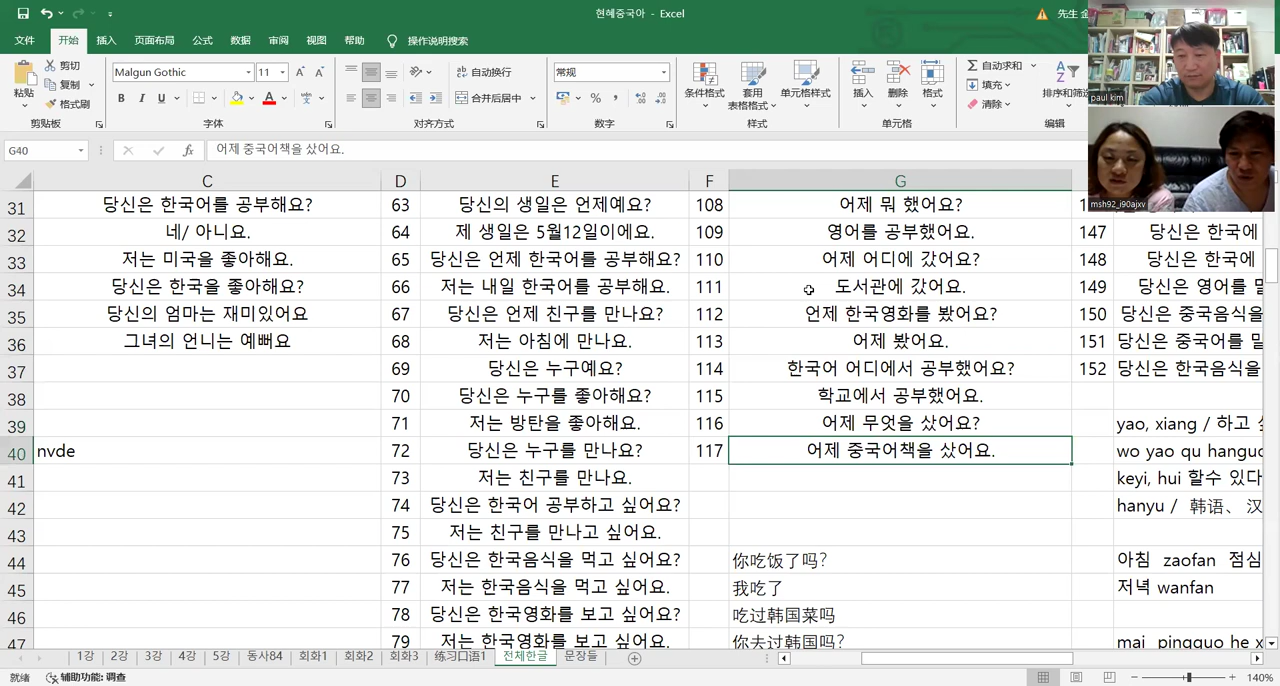 현혜중국아 - Excel
先生 金
文件 开始 插入 页面布局 公式 数据 审阅 视图 帮助 操作说明搜索
粘贴 剪切 复制 格式刷 剪贴板
Malgun Gothic 11 B I U A 字体
自动换行 合并后居中 对齐方式
常规 % 数字
条件格式 套用表格格式 单元格样式 样式
插入 删除 格式 单元格
自动求和 填充 清除 排序和筛选 编辑
paul kim
msh92_i90ajxv
G40 fx 어제 중국어책을 샀어요.
C D E F G
31 당신은 한국어를 공부해요? 63 당신의 생일은 언제예요? 108 어제 뭐 했어요?
32 네/ 아니요. 64 제 생일은 5월12일이에요. 109 영어를 공부했어요. 147 당신은 한국에
33 저는 미국을 좋아해요. 65 당신은 언제 한국어를 공부해요? 110 어제 어디에 갔어요? 148 당신은 한국에
34 당신은 한국을 좋아해요? 66 저는 내일 한국어를 공부해요. 111 도서관에 갔어요. 149 당신은 영어를 말
35 당신의 엄마는 재미있어요 67 당신은 언제 친구를 만나요? 112 언제 한국영화를 봤어요? 150 당신은 중국음식을
36 그녀의 언니는 예뻐요 68 저는 아침에 만나요. 113 어제 봤어요. 151 당신은 중국어를 말
37 69 당신은 누구예요? 114 한국어 어디에서 공부했어요? 152 당신은 한국음식을
38 70 당신은 누구를 좋아해요? 115 학교에서 공부했어요.
39 71 저는 방탄을 좋아해요. 116 어제 무엇을 샀어요? yao, xiang / 하고 싶
40 nvde 72 당신은 누구를 만나요? 117 어제 중국어책을 샀어요. wo yao qu hanguo
41 73 저는 친구를 만나요. keyi, hui 할수 있다
42 74 당신은 한국어 공부하고 싶어요? hanyu / 韩语、 汉
43 75 저는 친구를 만나고 싶어요.
44 76 당신은 한국음식을 먹고 싶어요? 你吃饭了吗? 아침 zaofan 점심
45 77 저는 한국음식을 먹고 싶어요. 我吃了 저녁 wanfan
46 78 당신은 한국영화를 보고 싶어요? 吃过韩国菜吗
47 79 저는 한국영화를 보고 싶어요. 你去过韩国吗? mai pingguo he x
1강 2강 3강 4강 5강 동사84 회화1 회화2 회화3 练习口语1 전체한글 문장들
就绪 辅助功能: 调查 140%